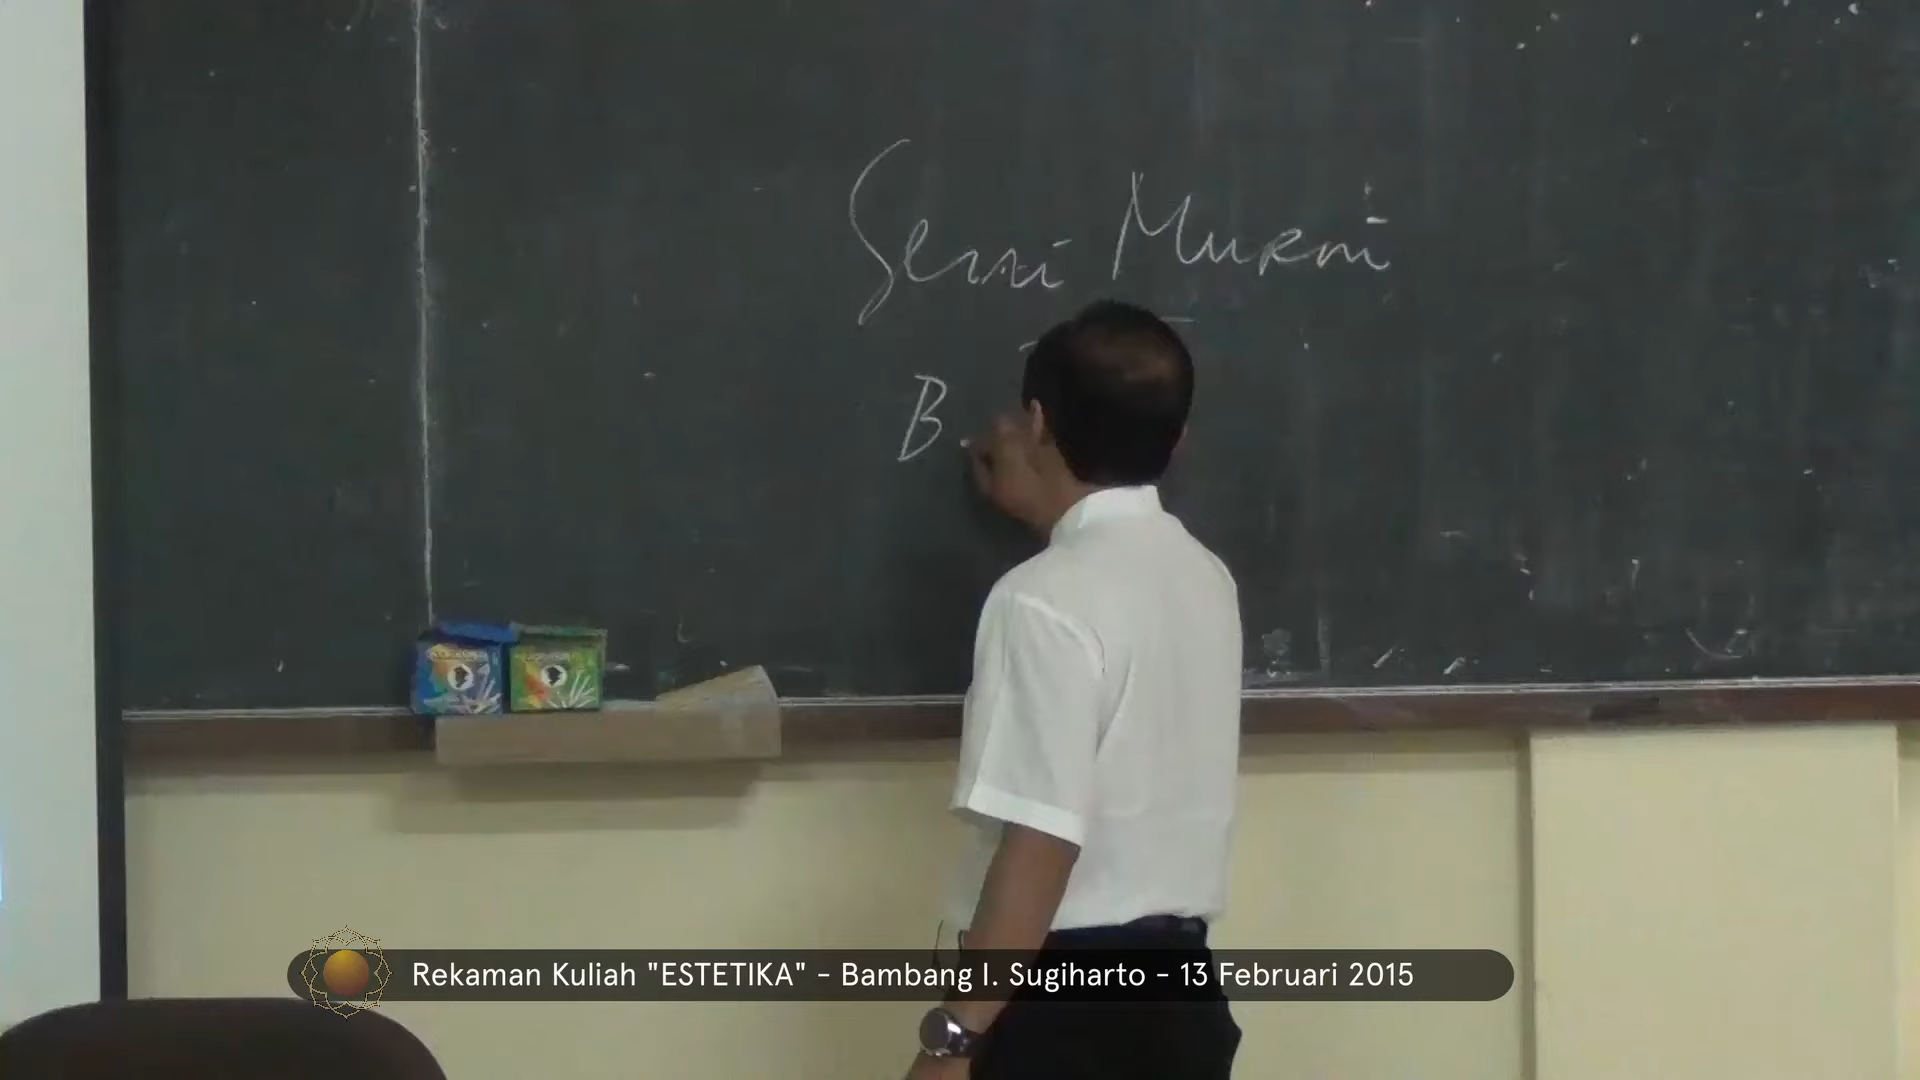 Seni Murni
B
Rekaman Kuliah "ESTETIKA" - Bambang I. Sugiharto - 13 Februari 2015